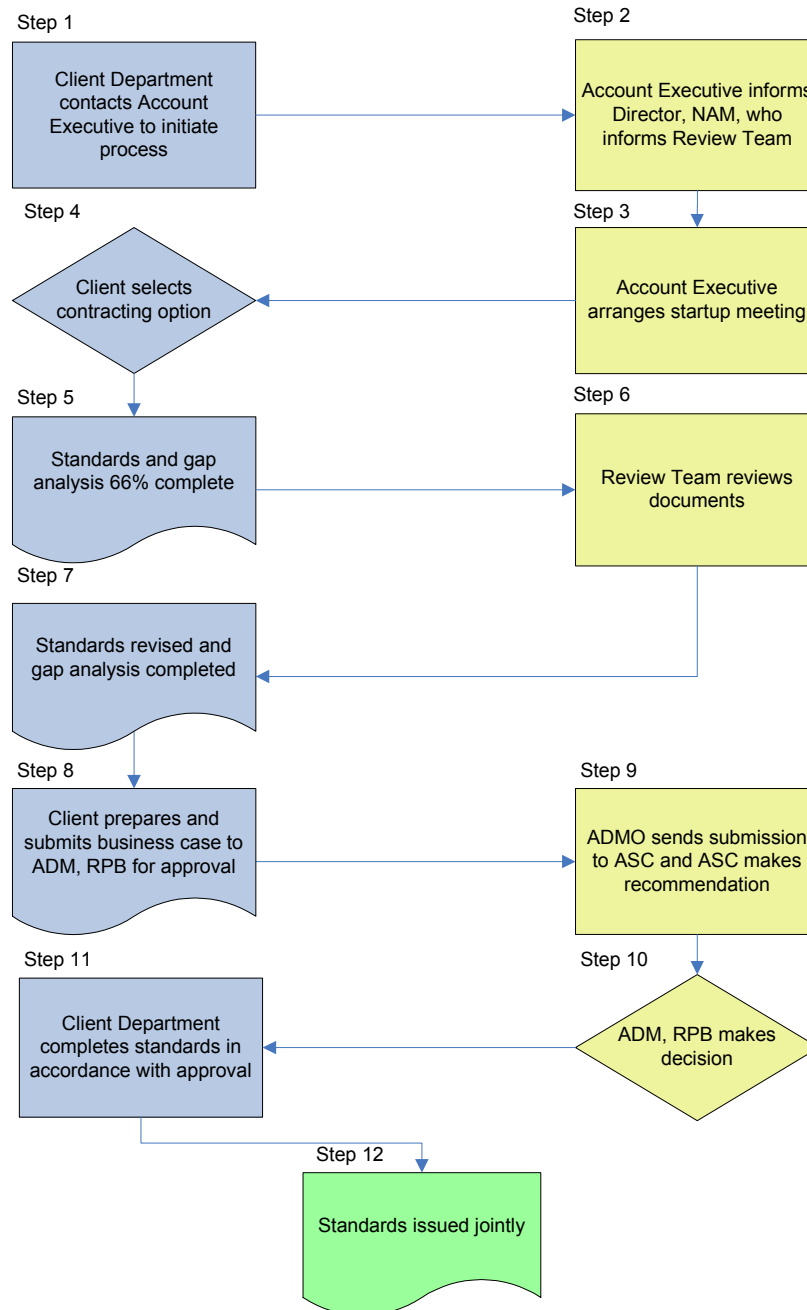 Step 1
Client Department
contacts Account
Executive to initiate
process
Step 2
Account Executive informs
Director, NAM, who
informs Review Team
Step 3
Account Executive
arranges startup meeting
Step 4
Client selects
contracting option
Step 5
Standards and gap
analysis 66% complete
Step 6
Review Team reviews
documents
Step 7
Standards revised and
gap analysis completed
Step 8
Client prepares and
submits business case to
ADM, RPB for approval
Step 9
ADMO sends submission
to ASC and ASC makes
recommendation
Step 10
ADM, RPB makes
decision
Step 11
Client Department
completes standards in
accordance with approval
Step 12
Standards issued jointly